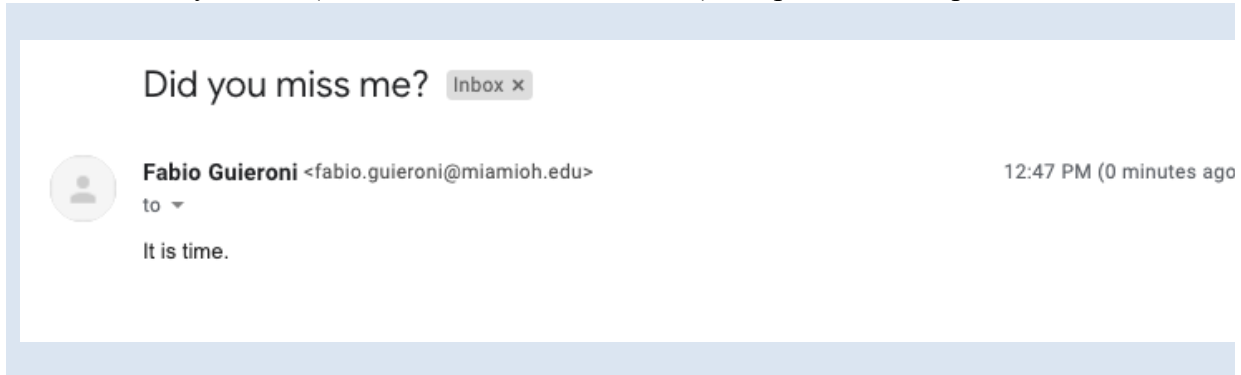 Did you miss me? Inbox ×
Fabio Guieroni <fabio.guieroni@miamioh.edu> 12:47 PM (0 minutes ago
to
It is time.